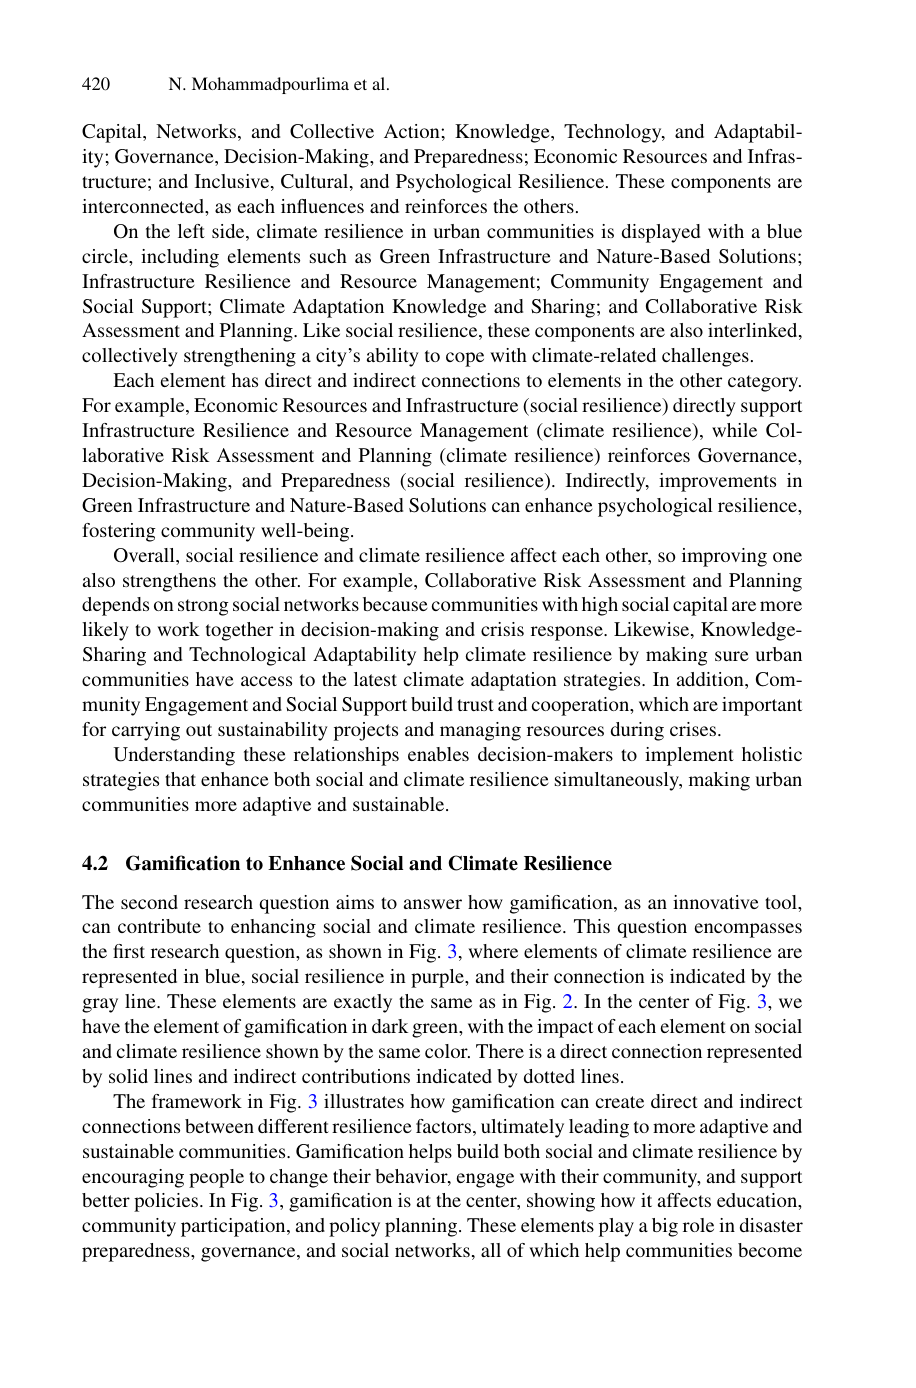 420 N. Mohammadpourlima et al.
Capital, Networks, and Collective Action; Knowledge, Technology, and Adaptabil-
ity; Governance, Decision-Making, and Preparedness; Economic Resources and Infras-
tructure; and Inclusive, Cultural, and Psychological Resilience. These components are
interconnected, as each influences and reinforces the others.
On the left side, climate resilience in urban communities is displayed with a blue
circle, including elements such as Green Infrastructure and Nature-Based Solutions;
Infrastructure Resilience and Resource Management; Community Engagement and
Social Support; Climate Adaptation Knowledge and Sharing; and Collaborative Risk
Assessment and Planning. Like social resilience, these components are also interlinked,
collectively strengthening a city’s ability to cope with climate-related challenges.
Each element has direct and indirect connections to elements in the other category.
For example, Economic Resources and Infrastructure (social resilience) directly support
Infrastructure Resilience and Resource Management (climate resilience), while Col-
laborative Risk Assessment and Planning (climate resilience) reinforces Governance,
Decision-Making, and Preparedness (social resilience). Indirectly, improvements in
Green Infrastructure and Nature-Based Solutions can enhance psychological resilience,
fostering community well-being.
Overall, social resilience and climate resilience affect each other, so improving one
also strengthens the other. For example, Collaborative Risk Assessment and Planning
depends on strong social networks because communities with high social capital are more
likely to work together in decision-making and crisis response. Likewise, Knowledge-
Sharing and Technological Adaptability help climate resilience by making sure urban
communities have access to the latest climate adaptation strategies. In addition, Com-
munity Engagement and Social Support build trust and cooperation, which are important
for carrying out sustainability projects and managing resources during crises.
Understanding these relationships enables decision-makers to implement holistic
strategies that enhance both social and climate resilience simultaneously, making urban
communities more adaptive and sustainable.
4.2 Gamification to Enhance Social and Climate Resilience
The second research question aims to answer how gamification, as an innovative tool,
can contribute to enhancing social and climate resilience. This question encompasses
the first research question, as shown in Fig. 3, where elements of climate resilience are
represented in blue, social resilience in purple, and their connection is indicated by the
gray line. These elements are exactly the same as in Fig. 2. In the center of Fig. 3, we
have the element of gamification in dark green, with the impact of each element on social
and climate resilience shown by the same color. There is a direct connection represented
by solid lines and indirect contributions indicated by dotted lines.
The framework in Fig. 3 illustrates how gamification can create direct and indirect
connections between different resilience factors, ultimately leading to more adaptive and
sustainable communities. Gamification helps build both social and climate resilience by
encouraging people to change their behavior, engage with their community, and support
better policies. In Fig. 3, gamification is at the center, showing how it affects education,
community participation, and policy planning. These elements play a big role in disaster
preparedness, governance, and social networks, all of which help communities become